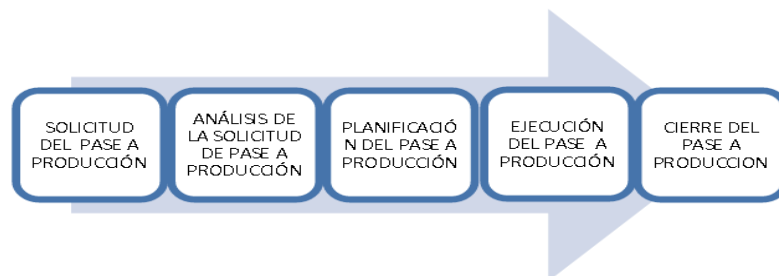 SOLICITUD
DEL PASE A
PRODUCCIÓN
ANÁLISIS DE
LA SOLICITUD
DE PASE A
PRODUCCIÓN
PLANIFICACIÓ
N DEL PASE A
PRODUCCIÓN
EJECUCIÓN
DEL PASE A
PRODUCCIÓN
CIERRE DEL
PASE A
PRODUCCION